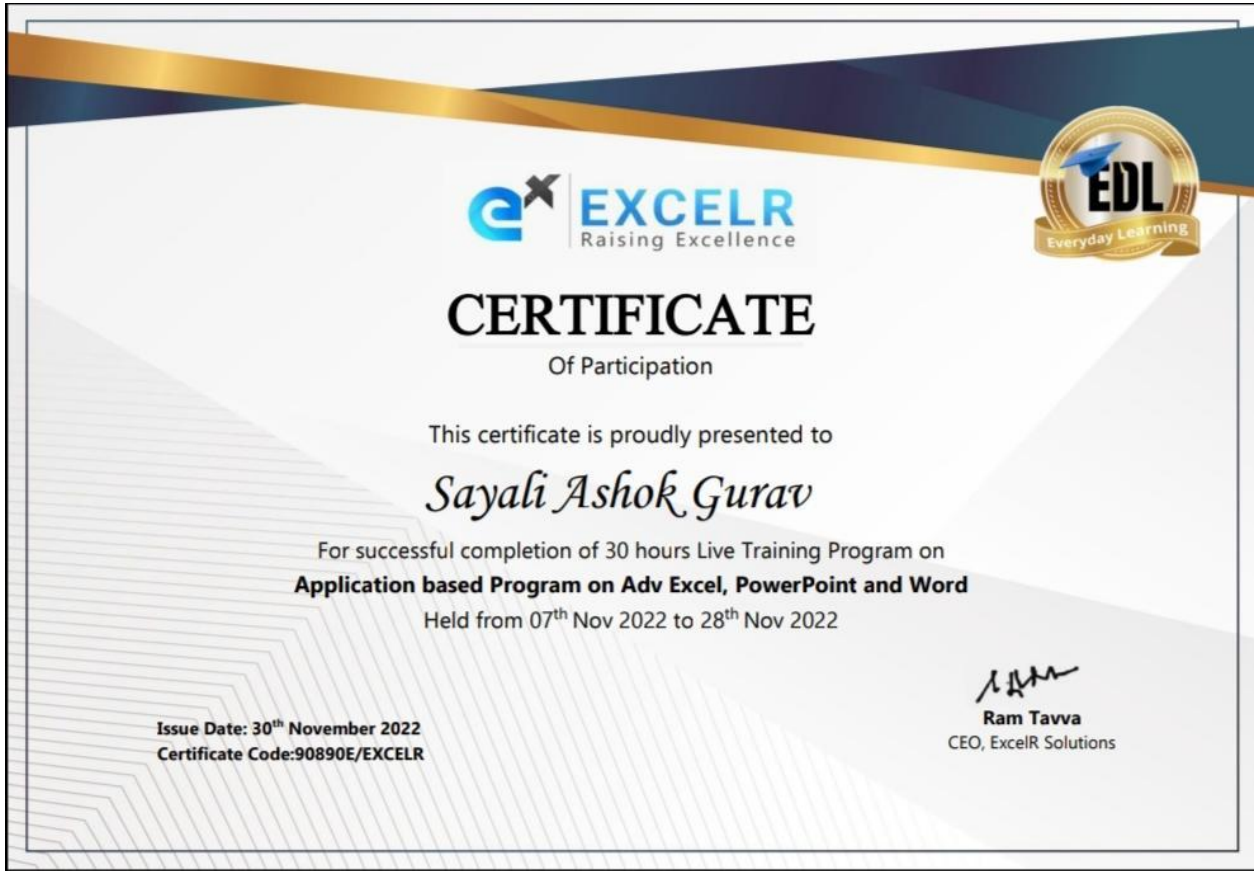 ex EXCELR
Raising Excellence
EDL
Everyday Learning
CERTIFICATE
Of Participation
This certificate is proudly presented to
Sayali Ashok Gurav
For successful completion of 30 hours Live Training Program on
Application based Program on Adv Excel, PowerPoint and Word
Held from 07th Nov 2022 to 28th Nov 2022
Ram Tavva
CEO, ExcelR Solutions
Issue Date: 30th November 2022
Certificate Code:90890E/EXCELR